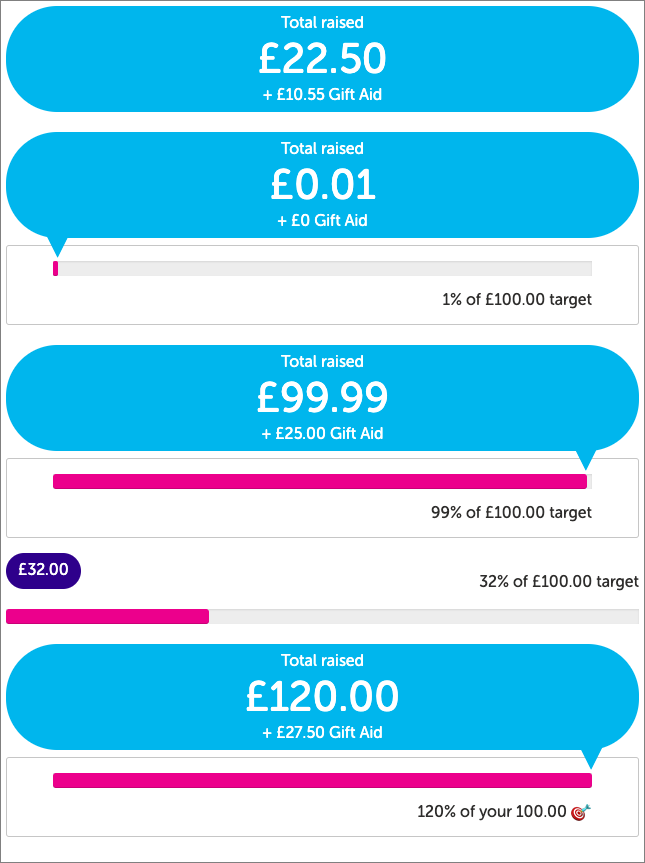 Total raised
£22.50
+ £10.55 Gift Aid
Total raised
£0.01
+ £0 Gift Aid
1% of £100.00 target
Total raised
£99.99
+ £25.00 Gift Aid
99% of £100.00 target
£32.00
32% of £100.00 target
Total raised
£120.00
+ £27.50 Gift Aid
120% of your 100.00 🎯